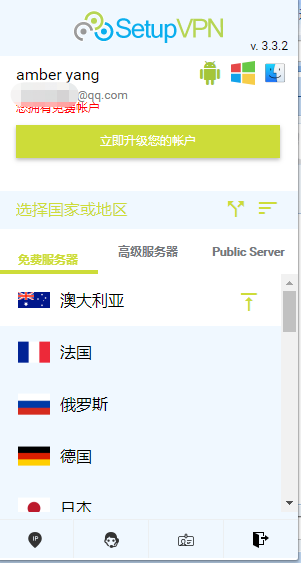 SetupVPN
v. 3.3.2
amber yang
@qq.com
您拥有免费帐户
立即升级您的帐户
选择国家或地区
免费服务器 高级服务器 Public Server
澳大利亚
法国
俄罗斯
德国
日本
IP